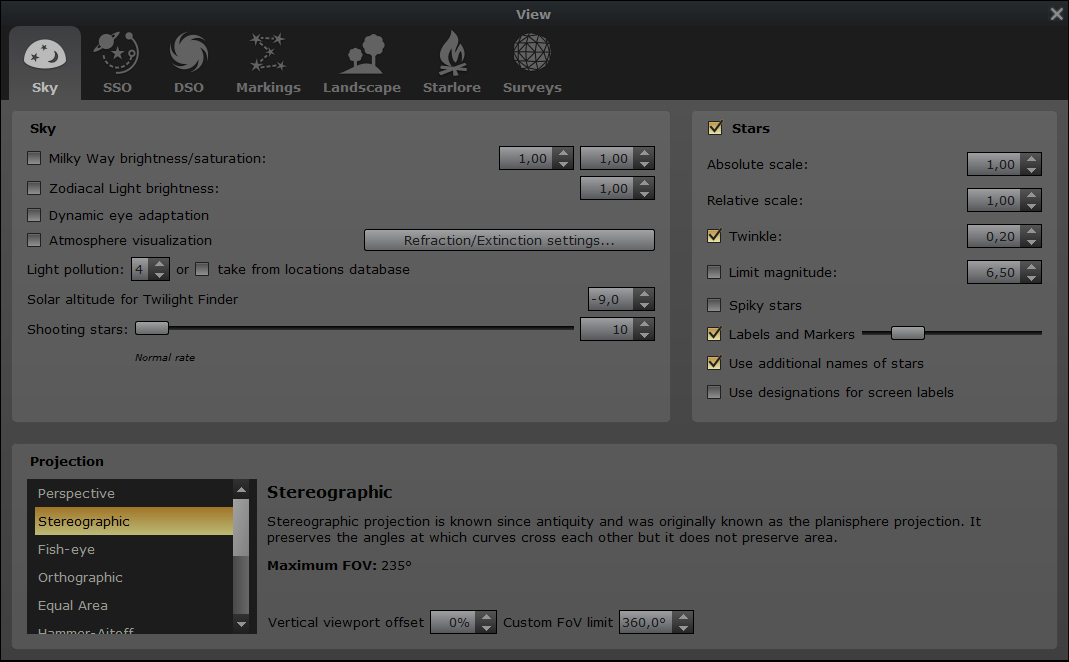 View
Sky SSO DSO Markings Landscape Starlore Surveys
Sky
Milky Way brightness/saturation: 1,00 1,00
Zodiacal Light brightness: 1,00
Dynamic eye adaptation
Atmosphere visualization Refraction/Extinction settings...
Light pollution: 4 or take from locations database
Solar altitude for Twilight Finder -9,0
Shooting stars: 10
Normal rate
Stars
Absolute scale: 1,00
Relative scale: 1,00
Twinkle: 0,20
Limit magnitude: 6,50
Spiky stars
Labels and Markers
Use additional names of stars
Use designations for screen labels
Projection
Perspective
Stereographic
Fish-eye
Orthographic
Equal Area
Hammer-Aitoff
Stereographic
Stereographic projection is known since antiquity and was originally known as the planisphere projection. It
preserves the angles at which curves cross each other but it does not preserve area.
Maximum FOV: 235°
Vertical viewport offset 0% Custom FoV limit 360,0°